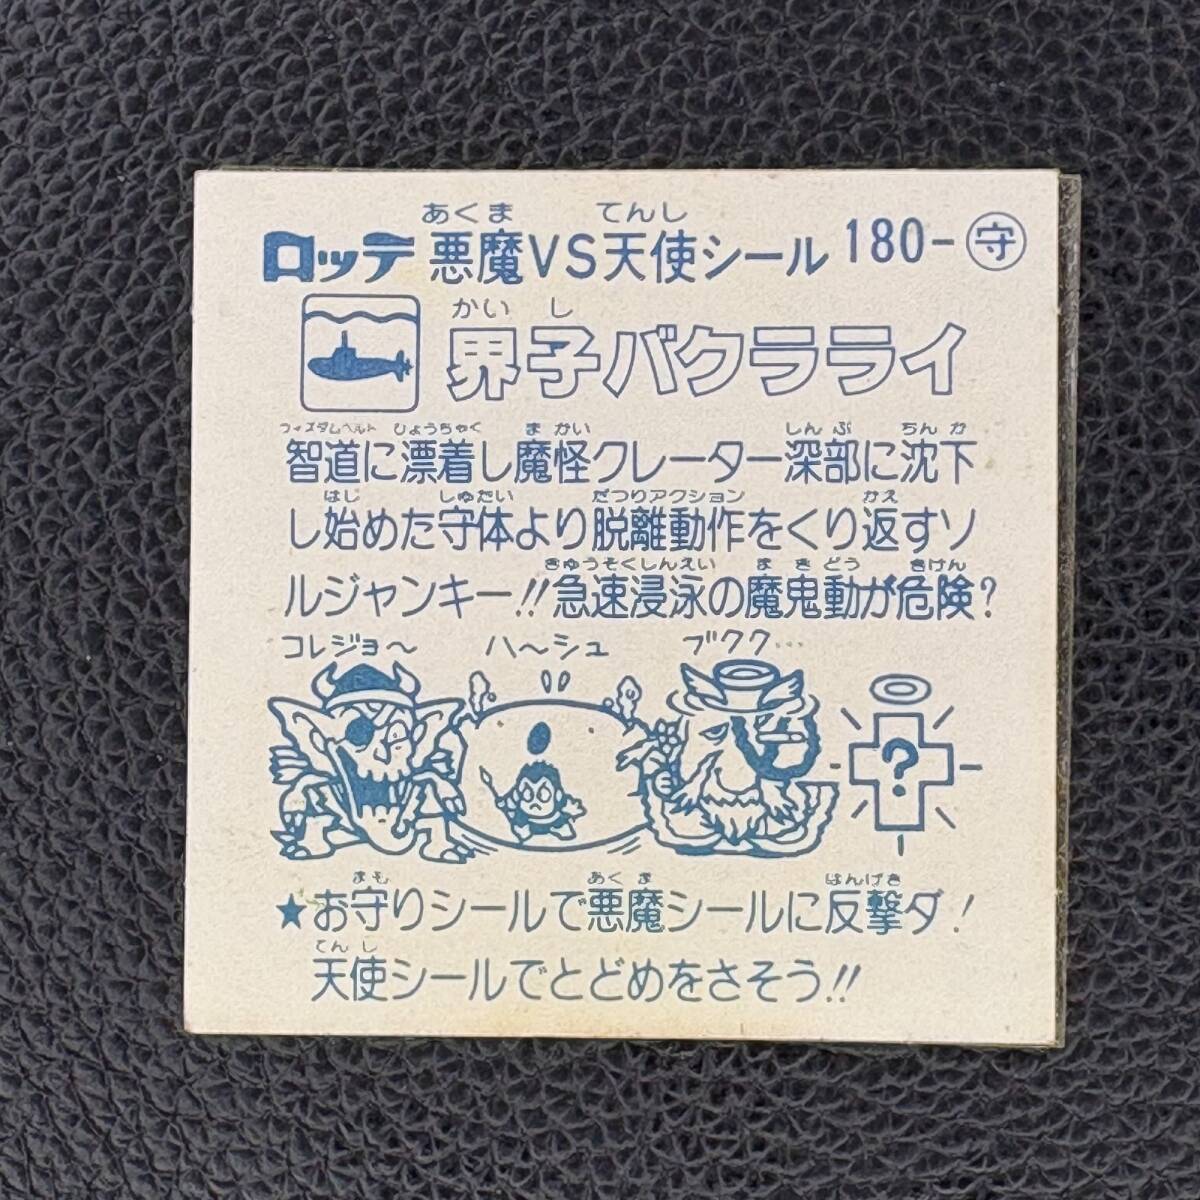 あくま てんし
ロッテ 悪魔VS天使シール 180-守
かい し
界子バクラライ
ウィズダムベルト ひょうちゃく ま かい しん ぶ ちん か
智道に漂着し魔怪クレーター深部に沈下
はじ しゅたい だつりアクション かえ
し始めた守体より脱離動作をくり返すソ
きゅうそくしんえい ま き どう きけん
ルジャンキー!!急速浸泳の魔鬼動が危険?
コレジョ〜 ハ〜シュ ブクク…
?
まも あくま はんげき
★お守りシールで悪魔シールに反撃ダ!
てんし
天使シールでとどめをさそう!!